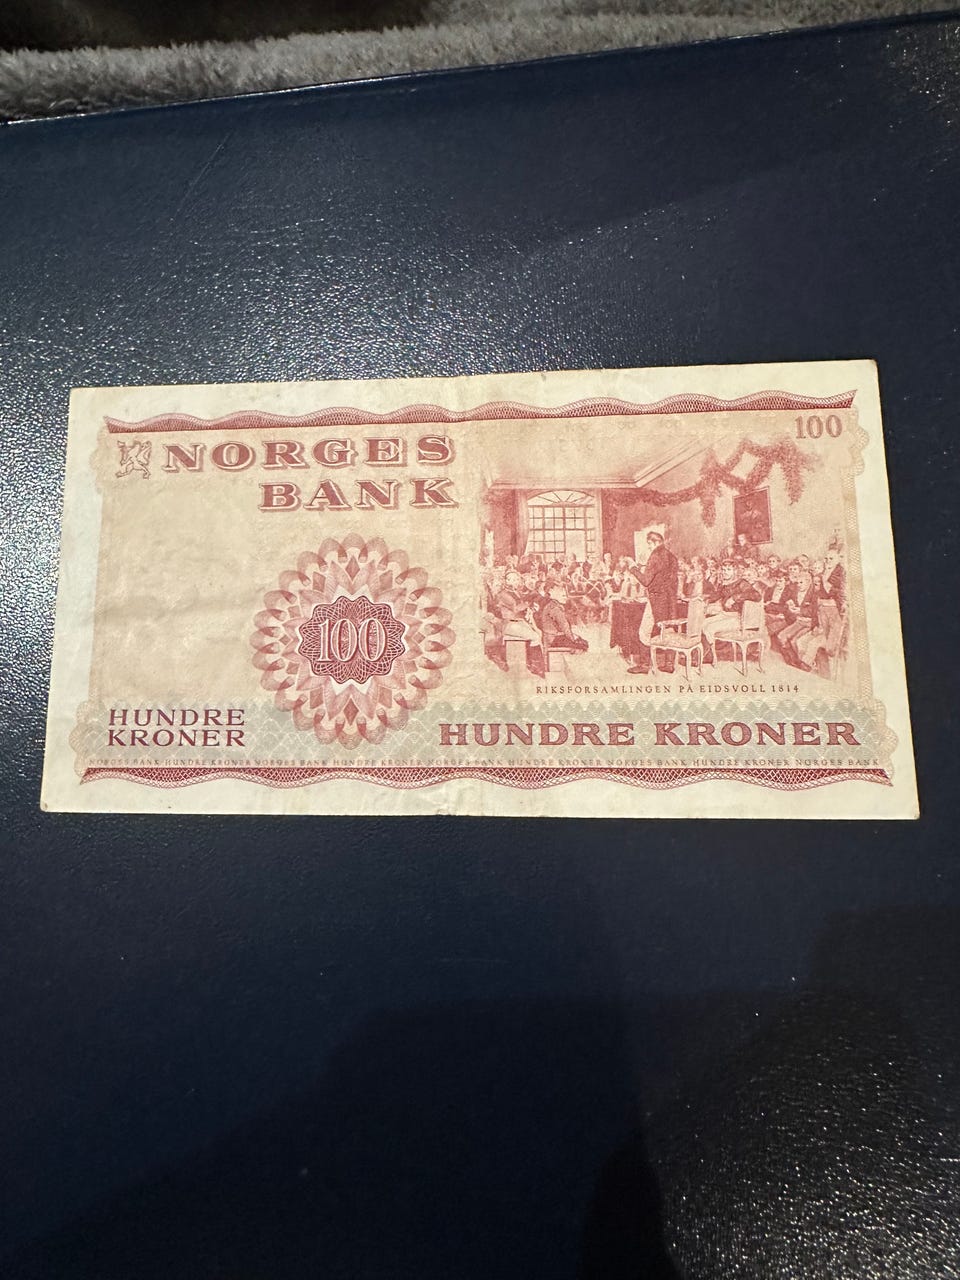 NORGES
BANK
100
100
RIKSFORSAMLINGEN PÅ EIDSVOLL 1814
HUNDRE
KRONER
HUNDRE KRONER
NORGES BANK HUNDRE KRONER NORGES BANK HUNDRE KRONER NORGES BANK HUNDRE KRONER NORGES BANK HUNDRE KRONER NORGES BANK